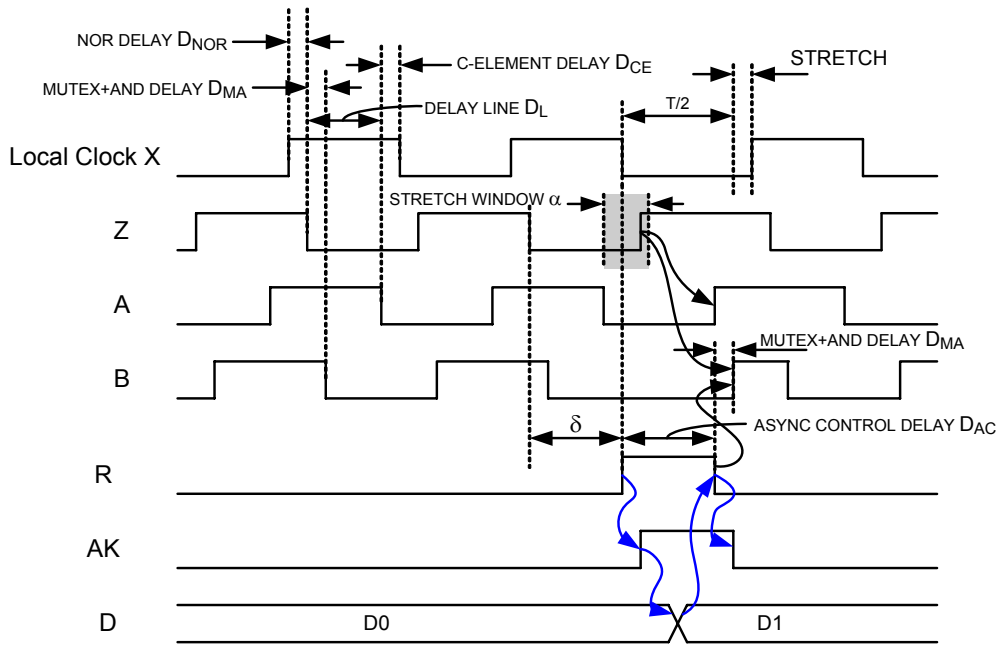 NOR DELAY DNOR
C-ELEMENT DELAY DCE
STRETCH
MUTEX+AND DELAY DMA
DELAY LINE DL
T/2
Local Clock X
STRETCH WINDOW α
Z
A
MUTEX+AND DELAY DMA
B
δ
ASYNC CONTROL DELAY DAC
R
AK
D
D0
D1